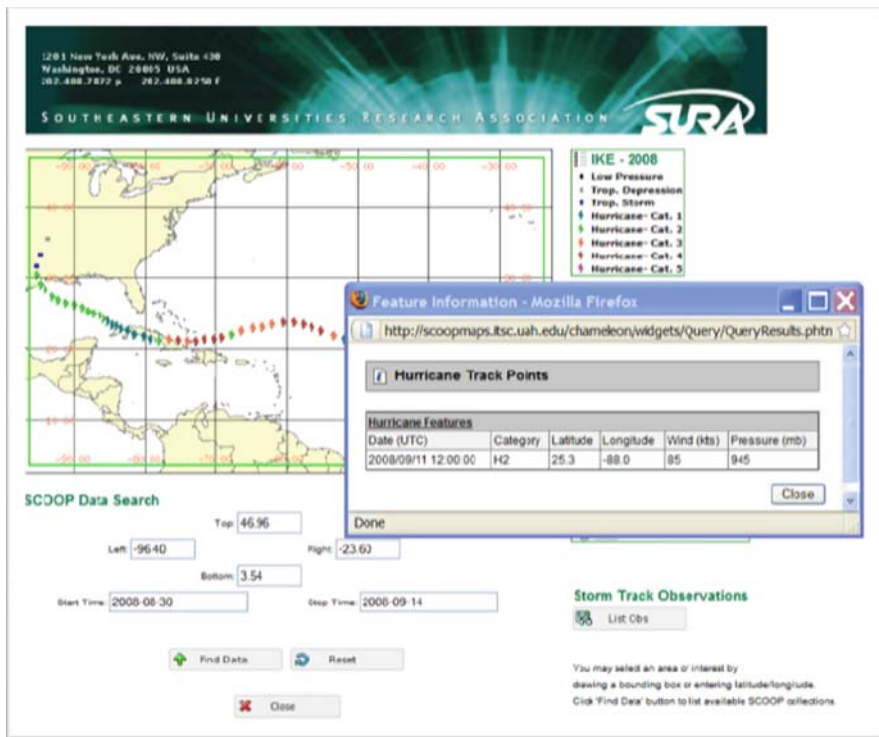 1201 New York Ave. NW, Suite 430
Washington, DC 20005 USA
202.408.7872 p 202.408.8250 f
SOUTHEASTERN UNIVERSITIES RESEARCH ASSOCIATION
SURA
IKE - 2008
Low Pressure
Trop. Depression
Trop. Storm
Hurricane- Cat. 1
Hurricane- Cat. 2
Hurricane- Cat. 3
Hurricane- Cat. 4
Hurricane- Cat. 5
Feature Information - Mozilla Firefox
http://scoopmaps.itsc.uah.edu/chameleon/widgets/Query/QueryResults.phtm
Hurricane Track Points
Hurricane Features
Date (UTC) Category Latitude Longitude Wind (kts) Pressure (mb)
2008/09/11 12:00:00 H2 25.3 -88.0 85 945
Close
Done
SCOOP Data Search
Top: 46.96
Left: -96.40 Right: -23.60
Bottom: 3.54
Start Time: 2008-08-30 Stop Time: 2008-09-14
Find Data Reset
Close
Storm Track Observations
List Obs
You may select an area of interest by
drawing a bounding box or entering latitude/longitude.
Click 'Find Data' button to list available SCOOP collections.